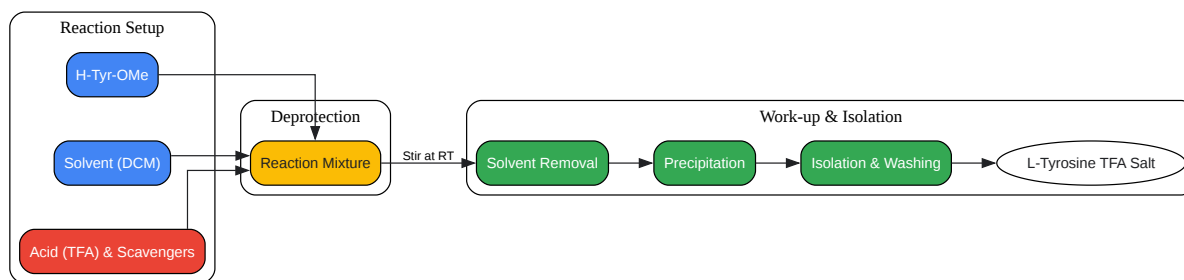 Reaction Setup
H-Tyr-OMe
Solvent (DCM)
Acid (TFA) & Scavengers
Deprotection
Reaction Mixture
Stir at RT
Work-up & Isolation
Solvent Removal
Precipitation
Isolation & Washing
L-Tyrosine TFA Salt